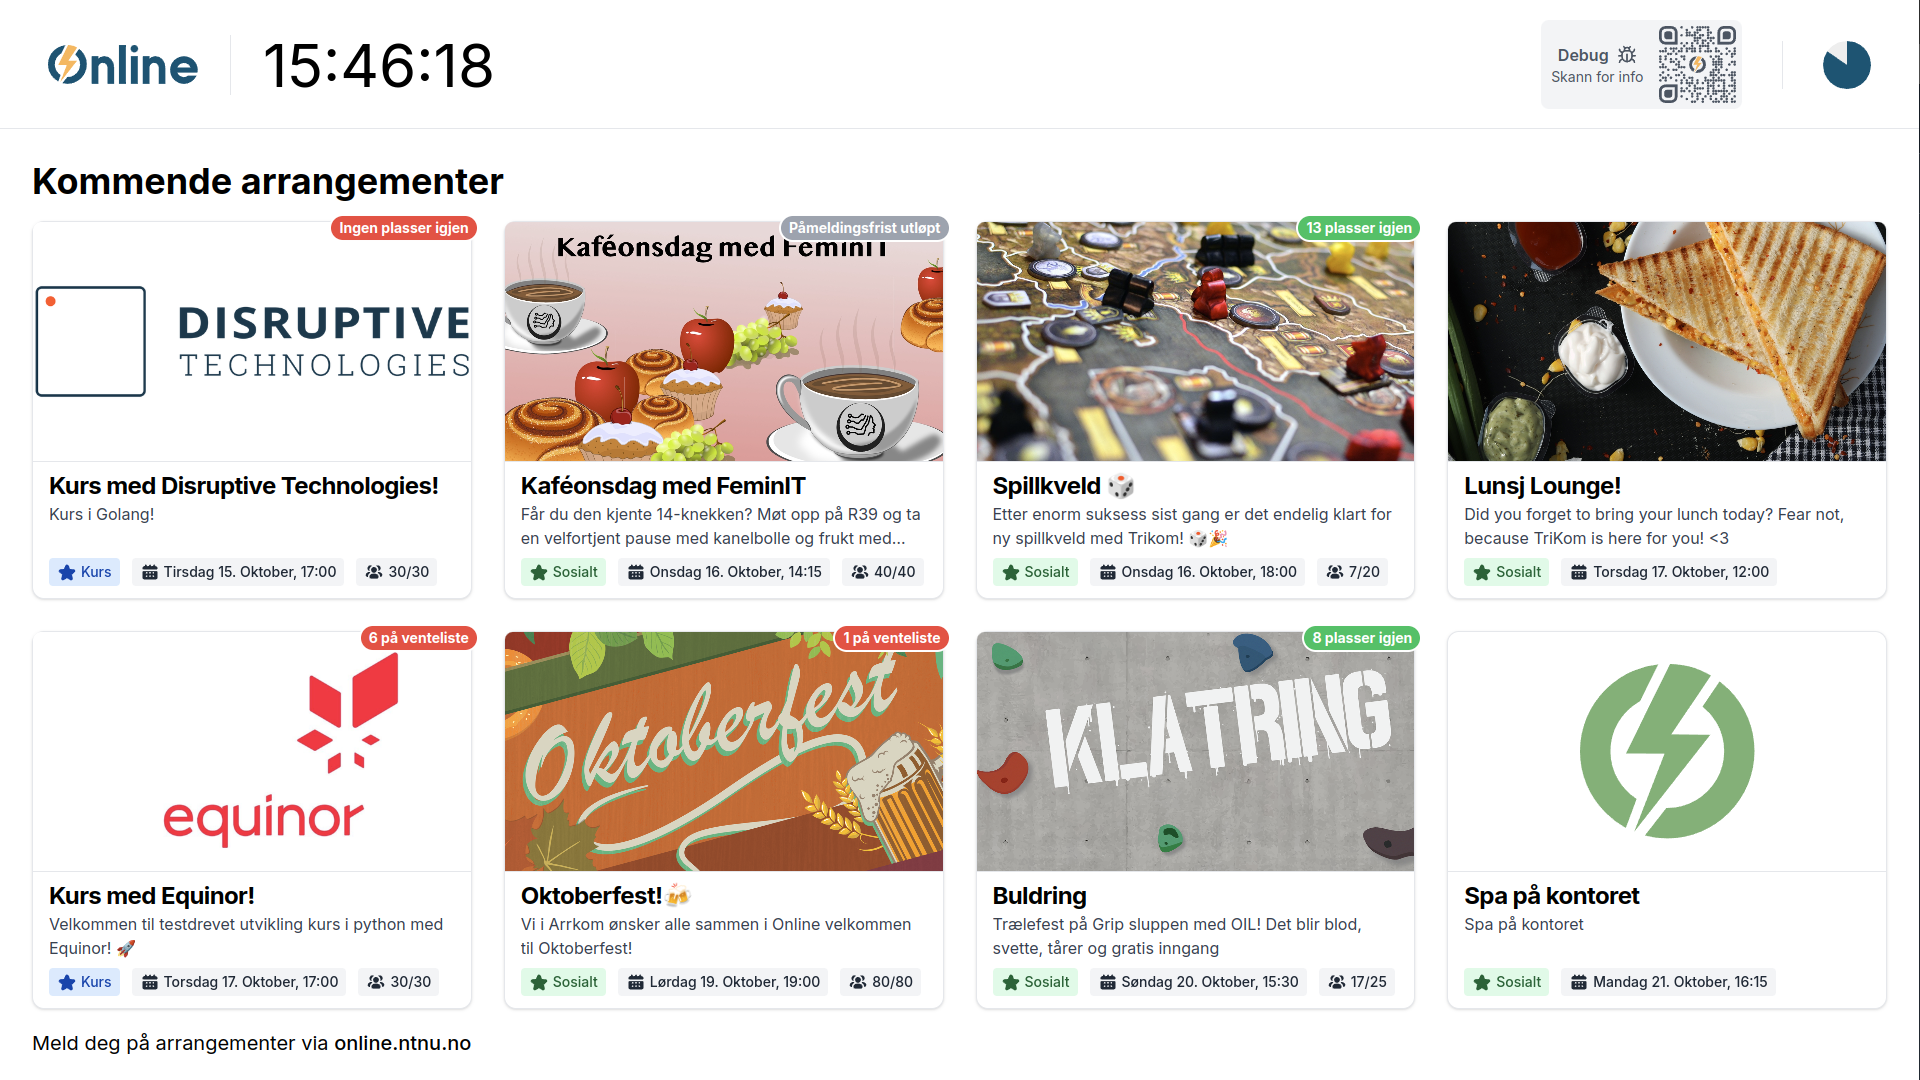 Online
15:46:18
Debug
Skann for info
Kommende arrangementer
Ingen plasser igjen
DISRUPTIVE
TECHNOLOGIES
Kurs med Disruptive Technologies!
Kurs i Golang!
Kurs
Tirsdag 15. Oktober, 17:00
30/30
Påmeldingsfrist utløpt
Kaféonsdag med FeminIT
Kaféonsdag med FeminIT
Får du den kjente 14-knekken? Møt opp på R39 og ta
en velfortjent pause med kanelbolle og frukt med...
Sosialt
Onsdag 16. Oktober, 14:15
40/40
13 plasser igjen
Spillkveld 🎲
Etter enorm suksess sist gang er det endelig klart for
ny spillkveld med Trikom! 🎲🎉
Sosialt
Onsdag 16. Oktober, 18:00
7/20
Lunsj Lounge!
Did you forget to bring your lunch today? Fear not,
because TriKom is here for you! <3
Sosialt
Torsdag 17. Oktober, 12:00
6 på venteliste
equinor
Kurs med Equinor!
Velkommen til testdrevet utvikling kurs i python med
Equinor! 🚀
Kurs
Torsdag 17. Oktober, 17:00
30/30
1 på venteliste
Oktoberfest
Oktoberfest!🍻
Vi i Arrkom ønsker alle sammen i Online velkommen
til Oktoberfest!
Sosialt
Lørdag 19. Oktober, 19:00
80/80
8 plasser igjen
KLATRING
Buldring
Trælefest på Grip sluppen med OIL! Det blir blod,
svette, tårer og gratis inngang
Sosialt
Søndag 20. Oktober, 15:30
17/25
Spa på kontoret
Spa på kontoret
Sosialt
Mandag 21. Oktober, 16:15
Meld deg på arrangementer via online.ntnu.no